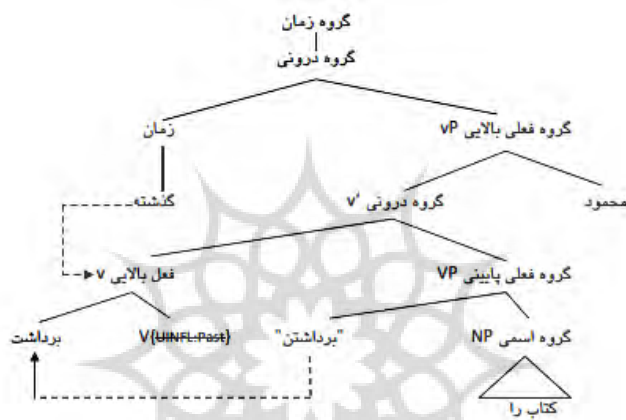 گروه زمان
گروه درونی
گروه فعلی بالایی vP
زمان
محمود
گروه درونی v'
گذشته
گروه فعلی پایینی VP
فعل بالایی v
گروه اسمی NP
"برداشتن"
V{UINFL:Past}
برداشت
کتاب را